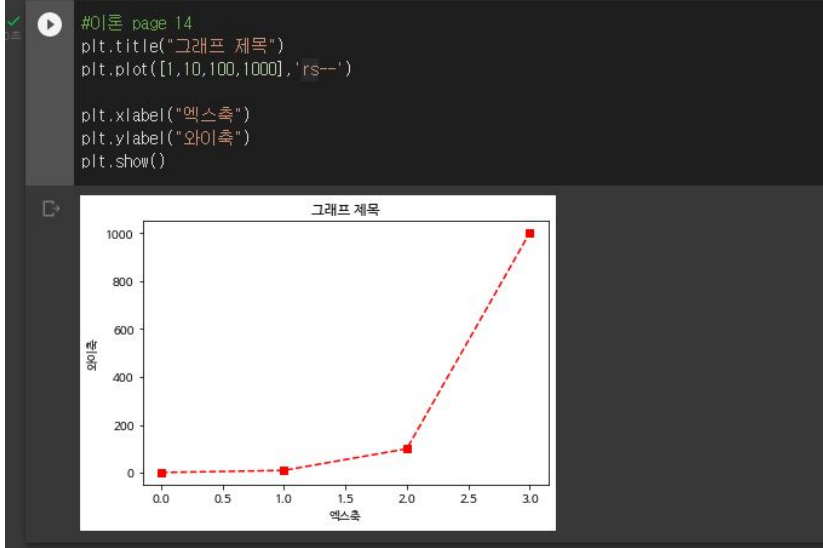 #이론 page 14
plt.title("그래프 제목")
plt.plot([1,10,100,1000],'rs--')
plt.xlabel("엑스축")
plt.ylabel("와이축")
plt.show()
그래프 제목
1000
800
600
400
200
0
와이축
0.0 0.5 1.0 1.5 2.0 2.5 3.0
엑스축